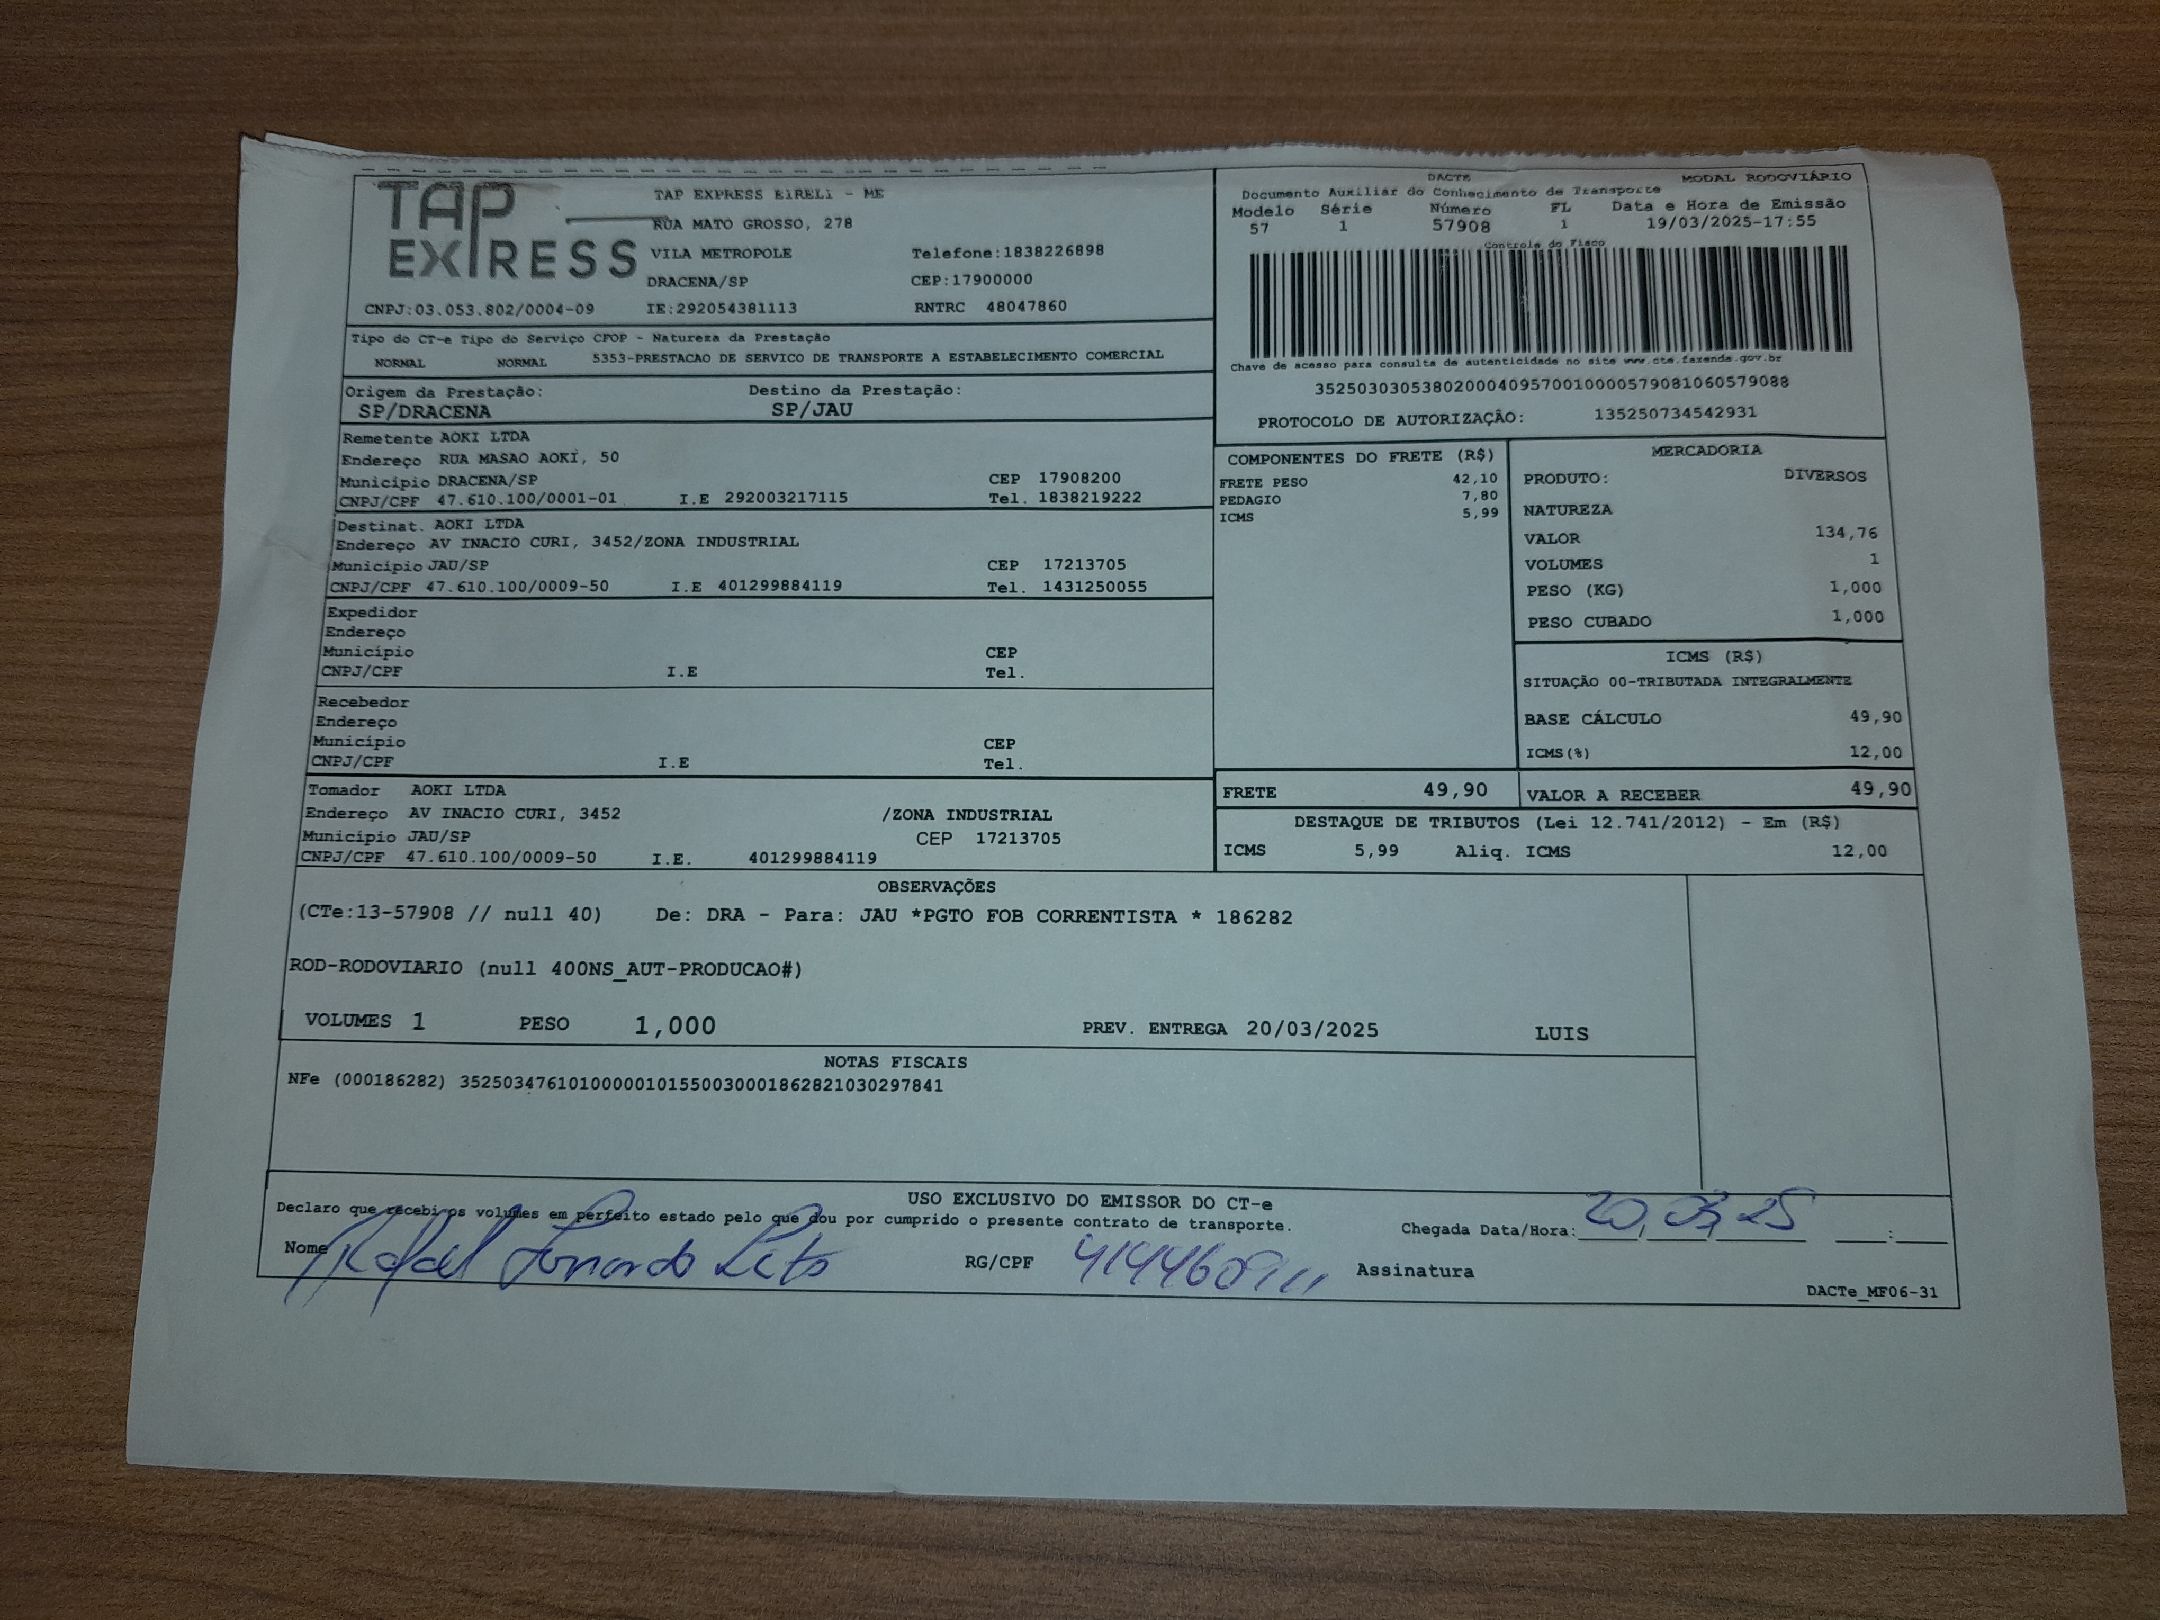 TAP EXPRESS
TAP EXPRESS EIRELI - ME
RUA MATO GROSSO, 278
VILA METROPOLE Telefone:1838226898
DRACENA/SP CEP:17900000
CNPJ:03.053.802/0004-09 IE:292054381113 RNTRC 48047860
DACTE MODAL RODOVIÁRIO
Documento Auxiliar do Conhecimento de Transporte
Modelo Série Número FL Data e Hora de Emissão
57 1 57908 1 19/03/2025-17:55
Controle do Fisco
Chave de acesso para consulta de autenticidade no site www.cte.fazenda.gov.br
35250303053802000409570010000579081060579088
PROTOCOLO DE AUTORIZAÇÃO: 135250734542931
Tipo do CT-e Tipo do Serviço CFOP - Natureza da Prestação
NORMAL NORMAL 5353-PRESTACAO DE SERVICO DE TRANSPORTE A ESTABELECIMENTO COMERCIAL
Origem da Prestação: Destino da Prestação:
SP/DRACENA SP/JAU
Remetente AOKI LTDA
Endereço RUA MASAO AOKI, 50
Município DRACENA/SP CEP 17908200
CNPJ/CPF 47.610.100/0001-01 I.E 292003217115 Tel. 1838219222
Destinat. AOKI LTDA
Endereço AV INACIO CURI, 3452/ZONA INDUSTRIAL
Município JAU/SP CEP 17213705
CNPJ/CPF 47.610.100/0009-50 I.E 401299884119 Tel. 1431250055
Expedidor
Endereço
Município CEP
CNPJ/CPF I.E Tel.
Recebedor
Endereço
Município CEP
CNPJ/CPF I.E Tel.
Tomador AOKI LTDA
Endereço AV INACIO CURI, 3452 /ZONA INDUSTRIAL
Município JAU/SP CEP 17213705
CNPJ/CPF 47.610.100/0009-50 I.E. 401299884119
COMPONENTES DO FRETE (R$)
FRETE PESO 42,10
PEDAGIO 7,80
ICMS 5,99
MERCADORIA
PRODUTO: DIVERSOS
NATUREZA
VALOR 134,76
VOLUMES 1
PESO (KG) 1,000
PESO CUBADO 1,000
ICMS (R$)
SITUAÇÃO 00-TRIBUTADA INTEGRALMENTE
BASE CÁLCULO 49,90
ICMS(%) 12,00
FRETE 49,90 VALOR A RECEBER 49,90
DESTAQUE DE TRIBUTOS (Lei 12.741/2012) - Em (R$)
ICMS 5,99 Aliq. ICMS 12,00
OBSERVAÇÕES
(CTe:13-57908 // null 40) De: DRA - Para: JAU *PGTO FOB CORRENTISTA * 186282
ROD-RODOVIARIO (null 400NS_AUT-PRODUCAO#)
VOLUMES 1 PESO 1,000 PREV. ENTREGA 20/03/2025 LUIS
NOTAS FISCAIS
NFe (000186282) 35250347610100000101550030001862821030297841
USO EXCLUSIVO DO EMISSOR DO CT-e
Declaro que recebi os volumes em perfeito estado pelo que dou por cumprido o presente contrato de transporte.
Chegada Data/Hora: 20,03,25 :
Nome Rafael Fernando RG/CPF Assinatura
DACTe_MF06-31